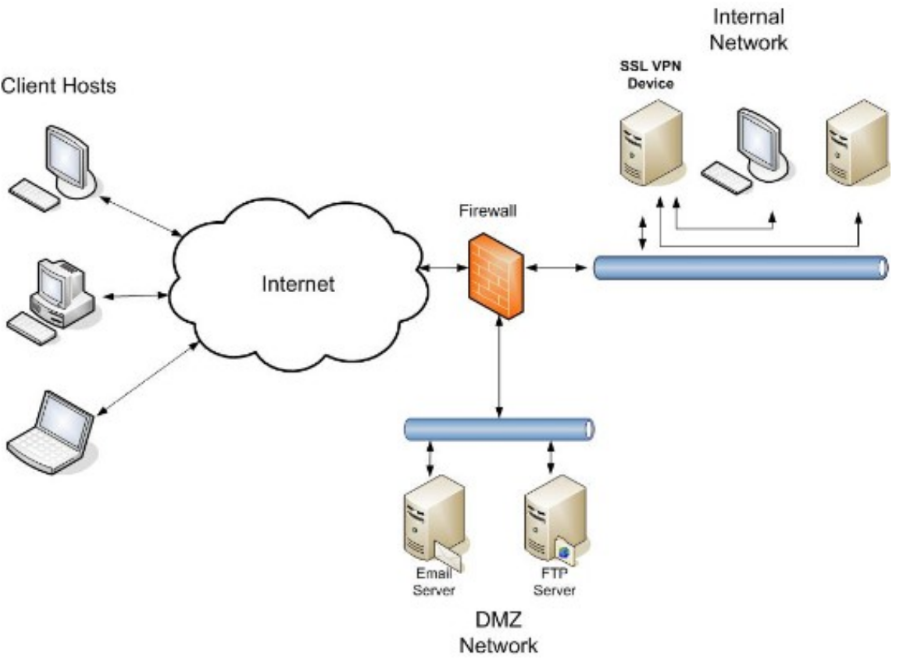 Internal
Network
SSL VPN
Device
Client Hosts
Firewall
Internet
Email
Server
FTP
Server
DMZ
Network